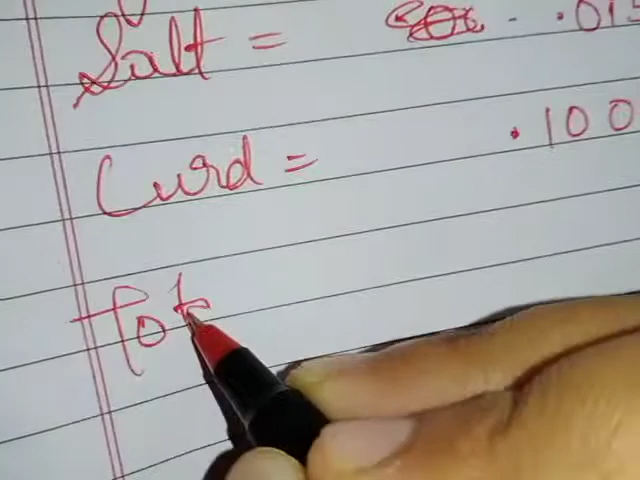 Salt = - .015
Curd = .100
Tot